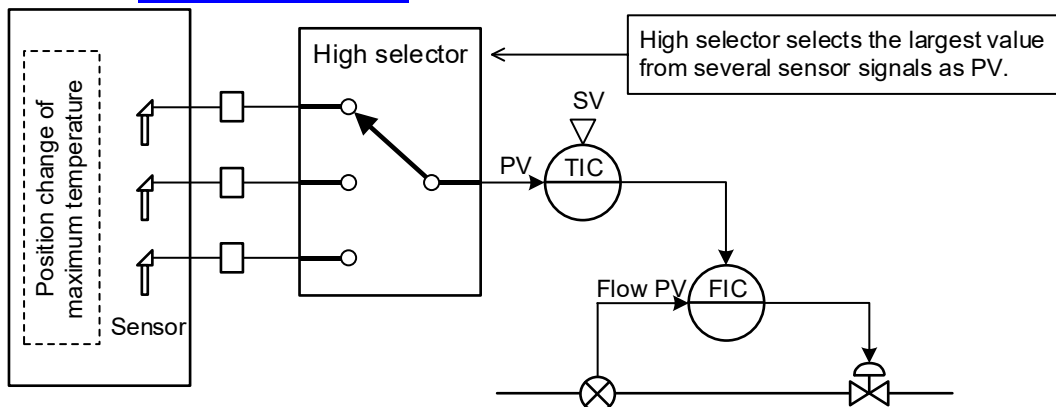 Position change of
maximum temperature
Sensor
High selector
High selector selects the largest value
from several sensor signals as PV.
SV
PV
TIC
Flow PV
FIC